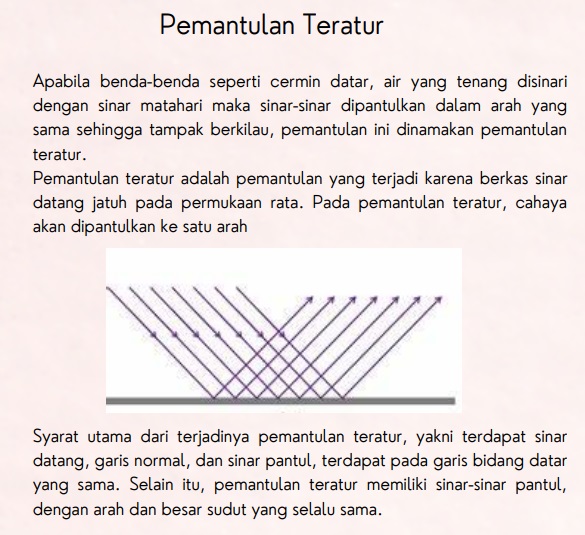 Pemantulan Teratur
Apabila benda-benda seperti cermin datar, air yang tenang disinari
dengan sinar matahari maka sinar-sinar dipantulkan dalam arah yang
sama sehingga tampak berkilau, pemantulan ini dinamakan pemantulan
teratur.
Pemantulan teratur adalah pemantulan yang terjadi karena berkas sinar
datang jatuh pada permukaan rata. Pada pemantulan teratur, cahaya
akan dipantulkan ke satu arah
Syarat utama dari terjadinya pemantulan teratur, yakni terdapat sinar
datang, garis normal, dan sinar pantul, terdapat pada garis bidang datar
yang sama. Selain itu, pemantulan teratur memiliki sinar-sinar pantul,
dengan arah dan besar sudut yang selalu sama.